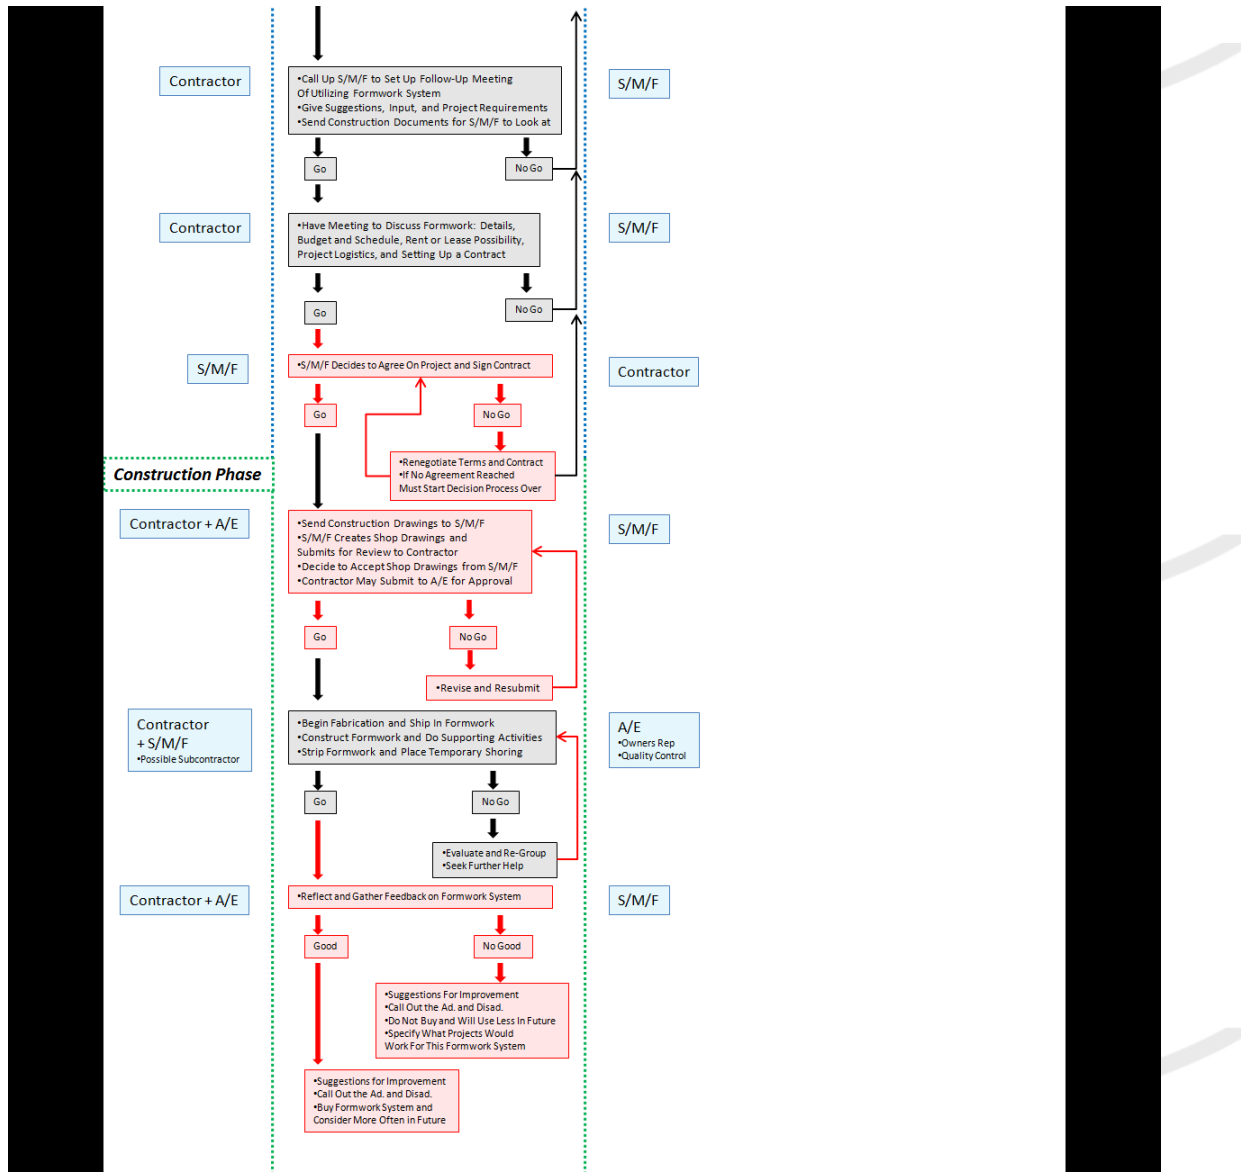 Contractor
•Call Up S/M/F to Set Up Follow-Up Meeting
Of Utilizing Formwork System
•Give Suggestions, Input, and Project Requirements
•Send Construction Documents for S/M/F to Look at
S/M/F
Go
No Go
Contractor
•Have Meeting to Discuss Formwork: Details,
Budget and Schedule, Rent or Lease Possibility,
Project Logistics, and Setting Up a Contract
S/M/F
Go
No Go
S/M/F
•S/M/F Decides to Agree On Project and Sign Contract
Contractor
Go
No Go
•Renegotiate Terms and Contract
•If No Agreement Reached
Must Start Decision Process Over
Construction Phase
Contractor + A/E
•Send Construction Drawings to S/M/F
•S/M/F Creates Shop Drawings and
Submits for Review to Contractor
•Decide to Accept Shop Drawings from S/M/F
•Contractor May Submit to A/E for Approval
S/M/F
Go
No Go
•Revise and Resubmit
Contractor
+ S/M/F
•Possible Subcontractor
•Begin Fabrication and Ship In Formwork
•Construct Formwork and Do Supporting Activities
•Strip Formwork and Place Temporary Shoring
A/E
•Owners Rep
•Quality Control
Go
No Go
•Evaluate and Re-Group
•Seek Further Help
Contractor + A/E
•Reflect and Gather Feedback on Formwork System
S/M/F
Good
No Good
•Suggestions For Improvement
•Call Out the Ad. and Disad.
•Do Not Buy and Will Use Less In Future
•Specify What Projects Would
Work For This Formwork System
•Suggestions for Improvement
•Call Out the Ad. and Disad.
•Buy Formwork System and
Consider More Often in Future